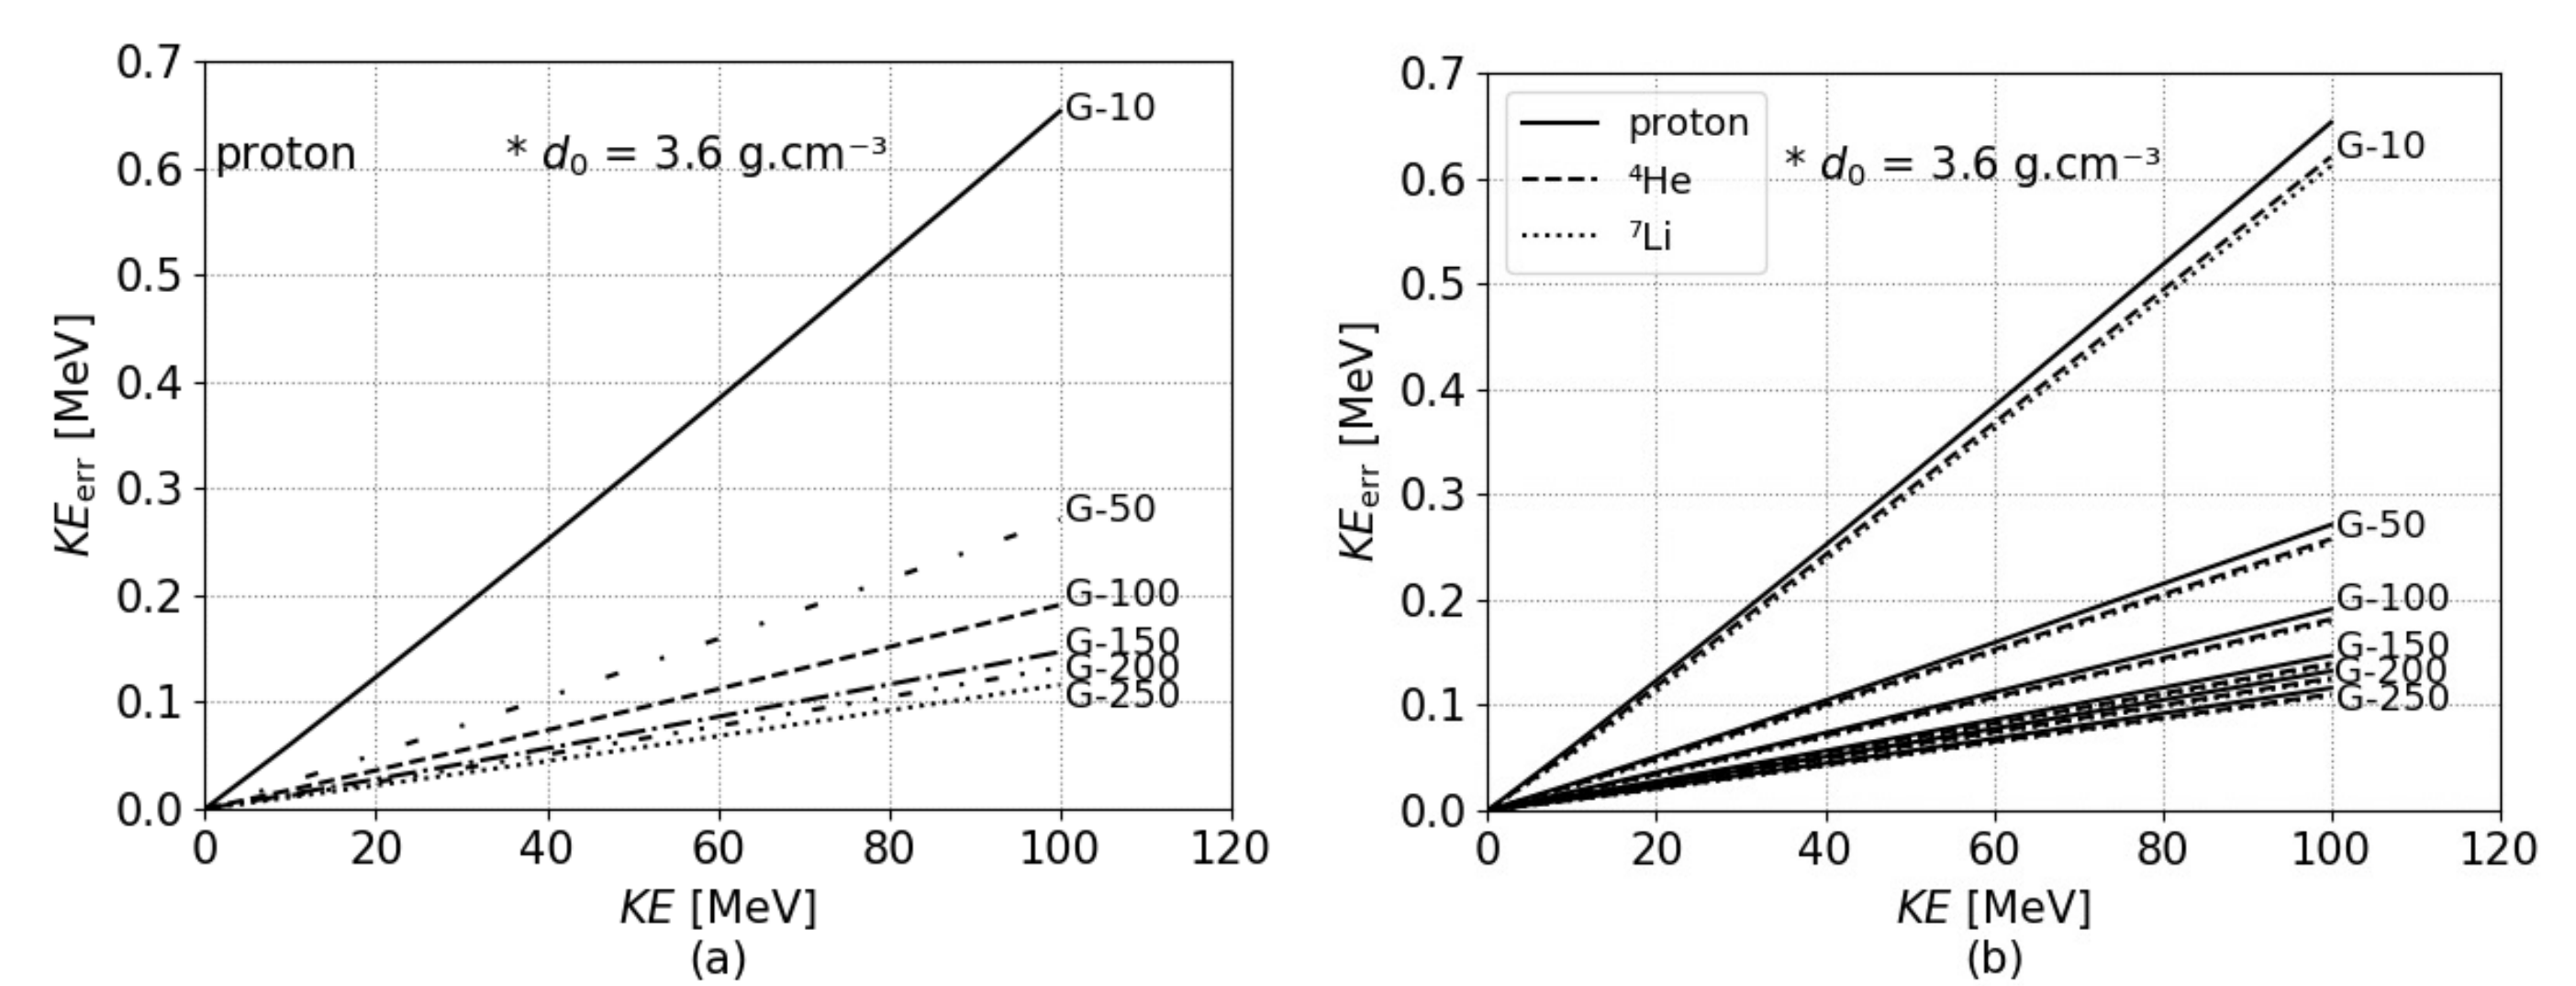 0.7
0.6
0.5
0.4
0.3
0.2
0.1
0.0
KEerr [MeV]
proton
* d₀ = 3.6 g.cm⁻³
G-10
G-50
G-100
G-150
G-200
G-250
0 20 40 60 80 100 120
KE [MeV]
(a)
0.7
0.6
0.5
0.4
0.3
0.2
0.1
0.0
KEerr [MeV]
proton
⁴He
⁷Li
* d₀ = 3.6 g.cm⁻³
G-10
G-50
G-100
G-150
G-200
G-250
0 20 40 60 80 100 120
KE [MeV]
(b)